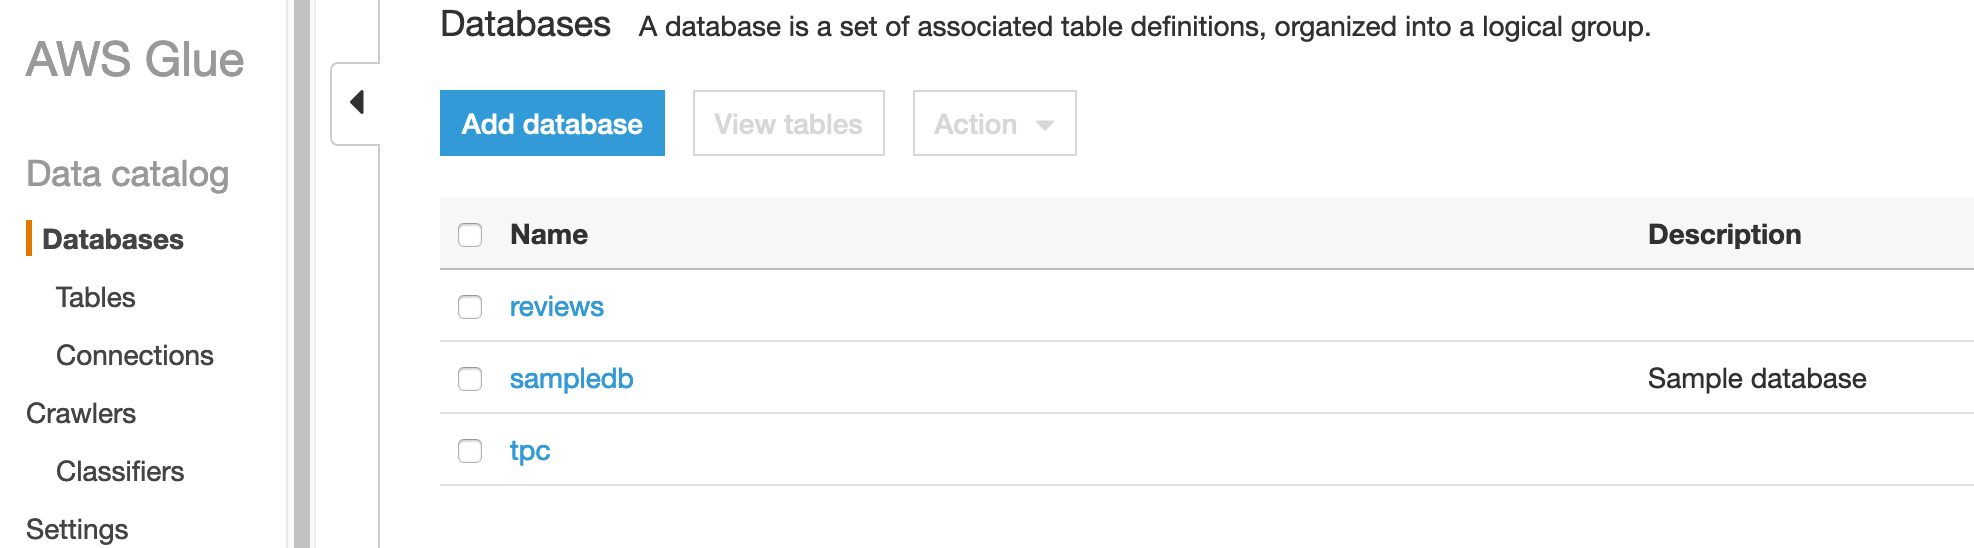 AWS Glue
Data catalog
Databases
Tables
Connections
Crawlers
Classifiers
Settings
Databases A database is a set of associated table definitions, organized into a logical group.
Add database View tables Action
Name Description
reviews
sampledb Sample database
tpc